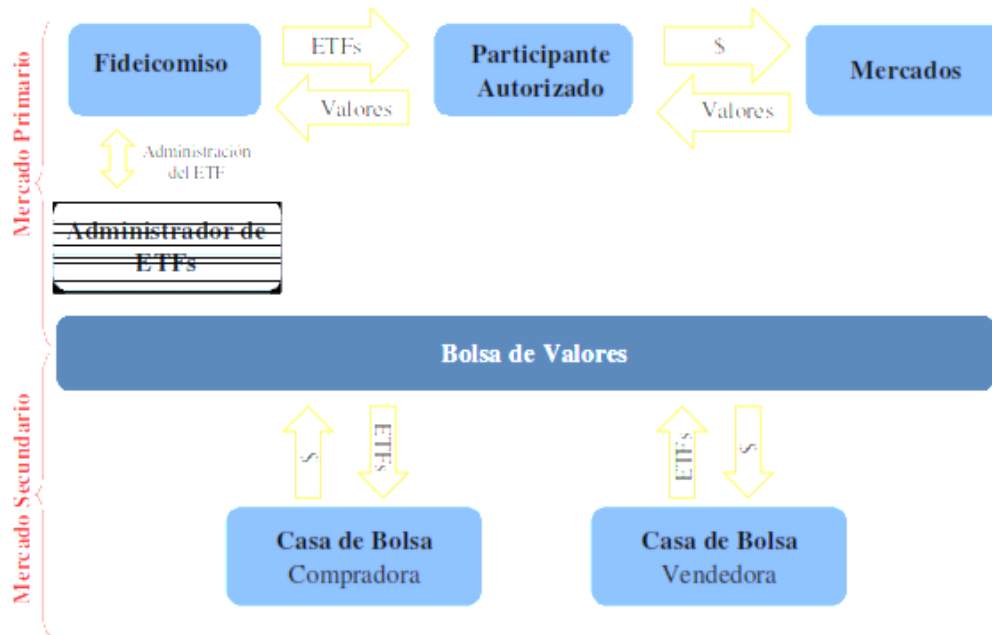 Mercado Primario
Fideicomiso
ETFs
Valores
Participante
Autorizado
$
Valores
Mercados
Administración
del ETF
Administrador de
ETFs
Bolsa de Valores
Mercado Secundario
$
ETFs
ETFs
$
Casa de Bolsa
Compradora
Casa de Bolsa
Vendedora